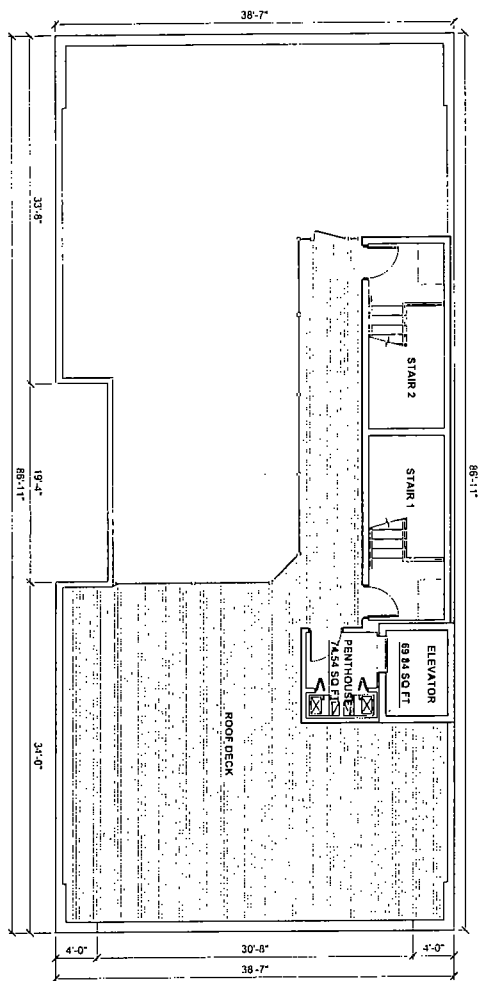 38'-7"
33'-8"
19'-4"
86'-11"
34'-0"
86'-11"
STAIR 2
STAIR 1
ELEVATOR
69.84 SQ FT
PENTHOUSE
74.54 SQ FT
ROOF DECK
4'-0"
30'-8"
4'-0"
38'-7"